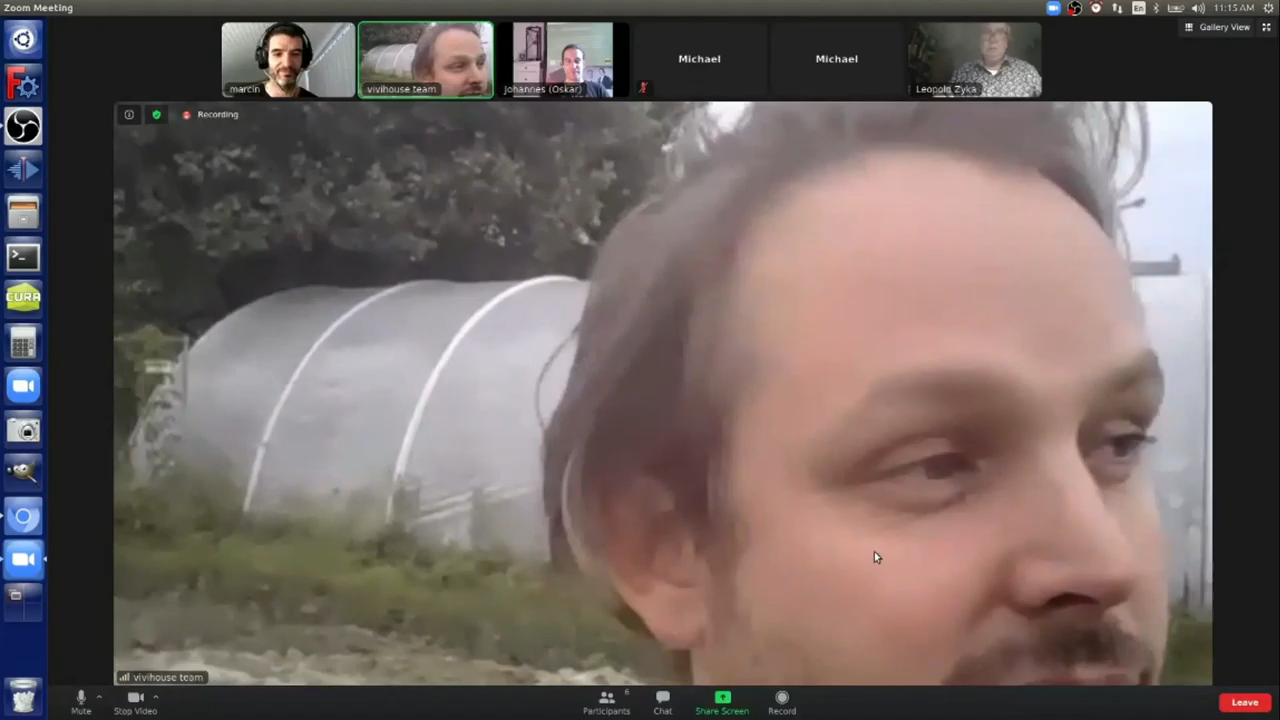 Zoom Meeting
En
11:15 AM
Gallery View
marcin
vivihouse team
Johannes (Oskar)
Michael
Michael
Leopold Zyka
Recording
CURA
vivihouse team
Mute
Stop Video
6
Participants
Chat
Share Screen
Record
Leave